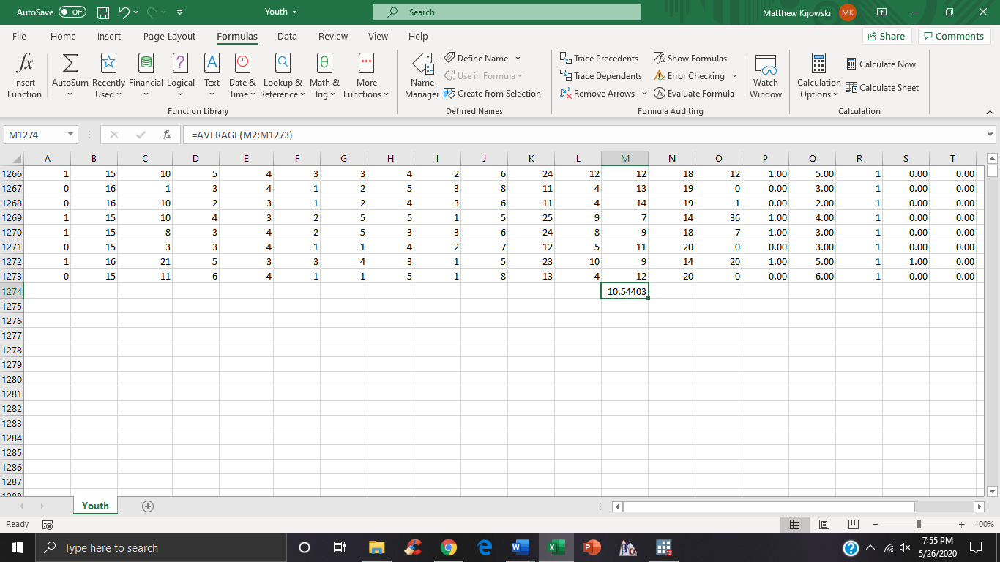 AutoSave Off Youth Search Matthew Kijowski MK
File Home Insert Page Layout Formulas Data Review View Help Share Comments
fx Insert Function
AutoSum
Recently Used
Financial
Logical
Text
Date & Time
Lookup & Reference
Math & Trig
More Functions
Function Library
Name Manager
Define Name
Use in Formula
Create from Selection
Defined Names
Trace Precedents
Trace Dependents
Remove Arrows
Show Formulas
Error Checking
Evaluate Formula
Watch Window
Formula Auditing
Calculation Options
Calculate Now
Calculate Sheet
Calculation
M1274 fx =AVERAGE(M2:M1273)
A B C D E F G H I J K L M N O P Q R S T
1266 1 15 10 5 4 3 3 4 2 6 24 12 12 18 12 1.00 5.00 1 0.00 0.00
1267 0 16 1 3 4 1 2 5 3 8 11 4 13 19 0 0.00 3.00 1 0.00 0.00
1268 0 16 10 2 3 1 2 4 3 6 11 4 14 19 1 0.00 2.00 1 0.00 0.00
1269 1 15 10 4 3 2 5 5 1 5 25 9 7 14 36 1.00 4.00 1 0.00 0.00
1270 1 15 8 3 4 2 5 3 3 6 24 8 9 18 7 1.00 3.00 1 0.00 0.00
1271 0 15 3 3 4 1 1 4 2 7 12 5 11 20 0 0.00 3.00 1 0.00 0.00
1272 1 16 21 5 3 3 4 3 1 5 23 10 9 14 20 1.00 5.00 1 1.00 0.00
1273 0 15 11 6 4 1 1 5 1 8 13 4 12 20 0 0.00 6.00 1 0.00 0.00
1274 10.54403
1275
1276
1277
1278
1279
1280
1281
1282
1283
1284
1285
1286
1287
1288
Youth
Ready 100%
Type here to search
7:55 PM
5/26/2020